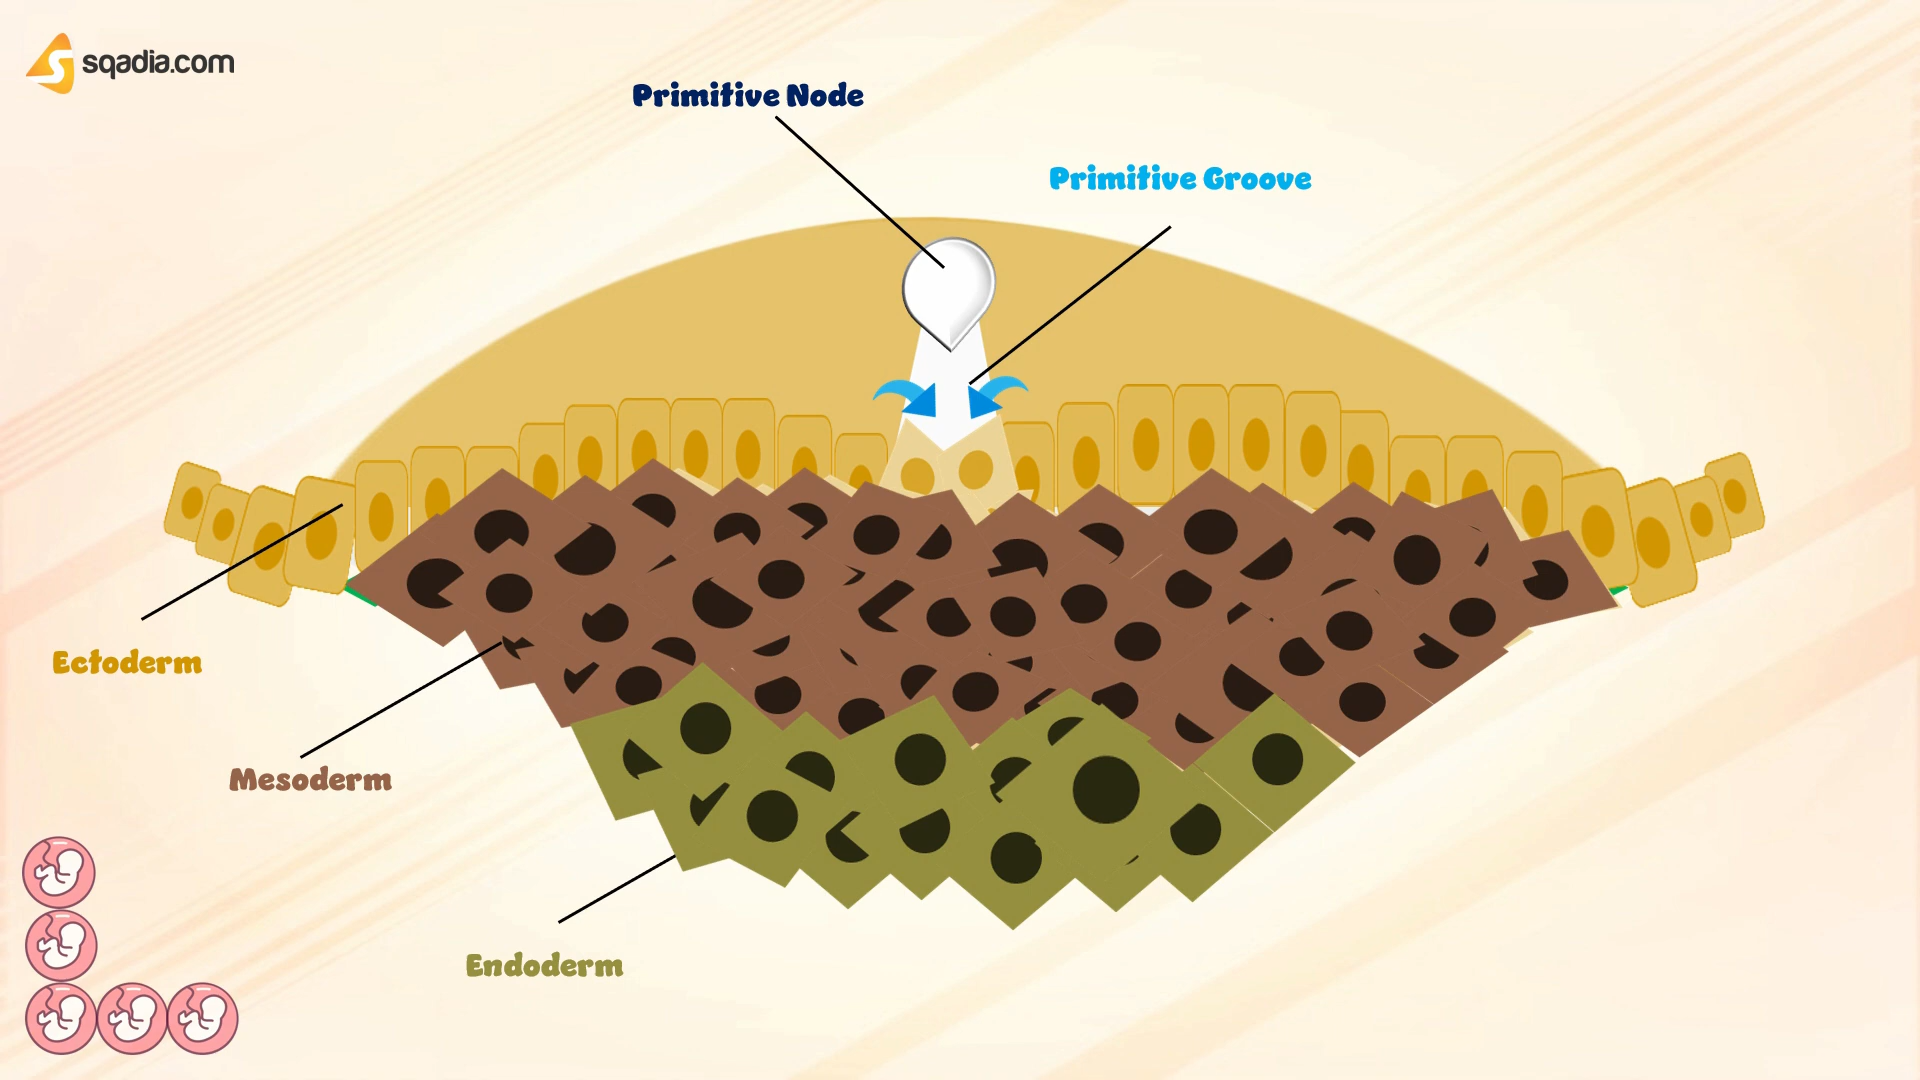 sqadia.com
Primitive Node
Primitive Groove
Ectoderm
Mesoderm
Endoderm